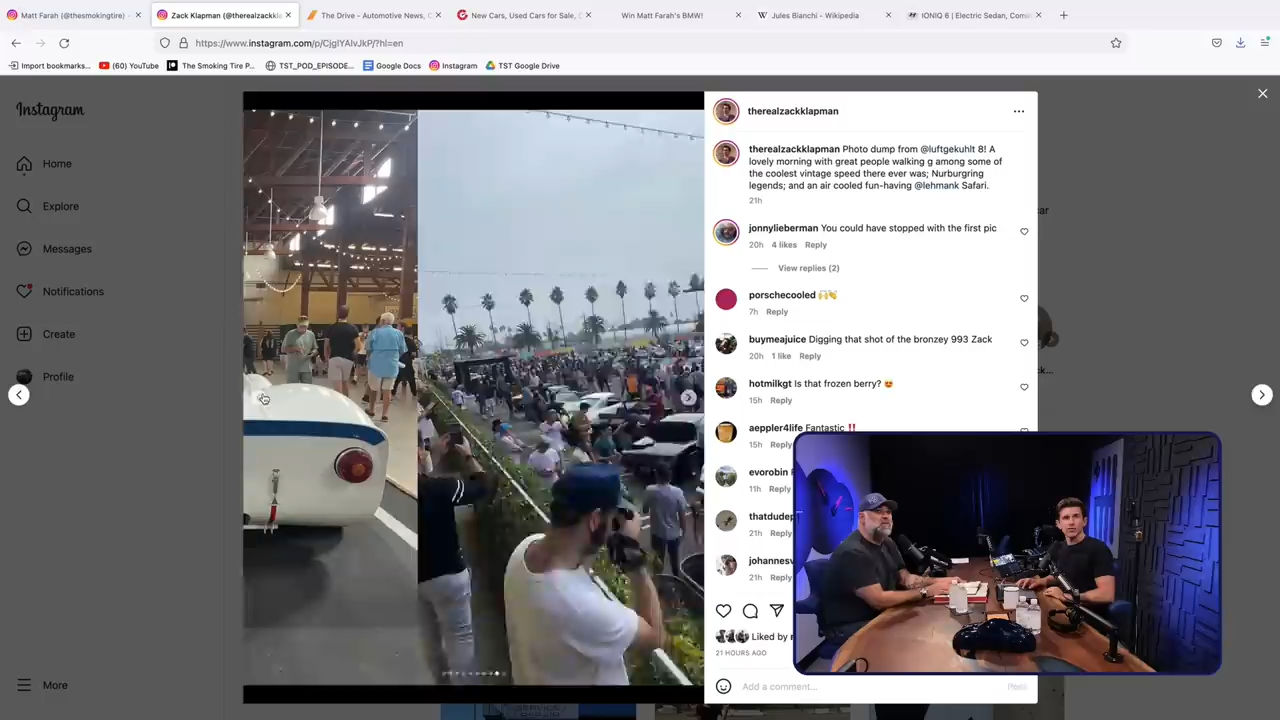 Matt Farah (@thesmokingtire) -
Zack Klapman (@therealzackkla
The Drive - Automotive News, C
New Cars, Used Cars for Sale, C
Win Matt Farah's BMW!
Jules Bianchi - Wikipedia
IONIQ 6 | Electric Sedan, Comi
https://www.instagram.com/p/CjgIYAlvJkP/?hl=en
Import bookmarks...
(60) YouTube
The Smoking Tire P...
TST_POD_EPISODE...
Google Docs
Instagram
TST Google Drive
Instagram
Home
Explore
Messages
Notifications
Create
Profile
More
therealzackklapman
therealzackklapman Photo dump from @luftgekuhlt 8! A
lovely morning with great people walking g among some of
the coolest vintage speed there ever was; Nurburgring
legends; and an air cooled fun-having @lehmank Safari.
21h
jonnylieberman You could have stopped with the first pic
20h 4 likes Reply
View replies (2)
porschecooled 🙌👏
7h Reply
buymeajuice Digging that shot of the bronzey 993 Zack
20h 1 like Reply
hotmilkgt Is that frozen berry? 😍
15h Reply
aeppler4life Fantastic ‼️
15h Reply
evorobin
11h Reply
thatdudep
21h Reply
johannesv
21h Reply
Liked by
21 HOURS AGO
Add a comment...
Post